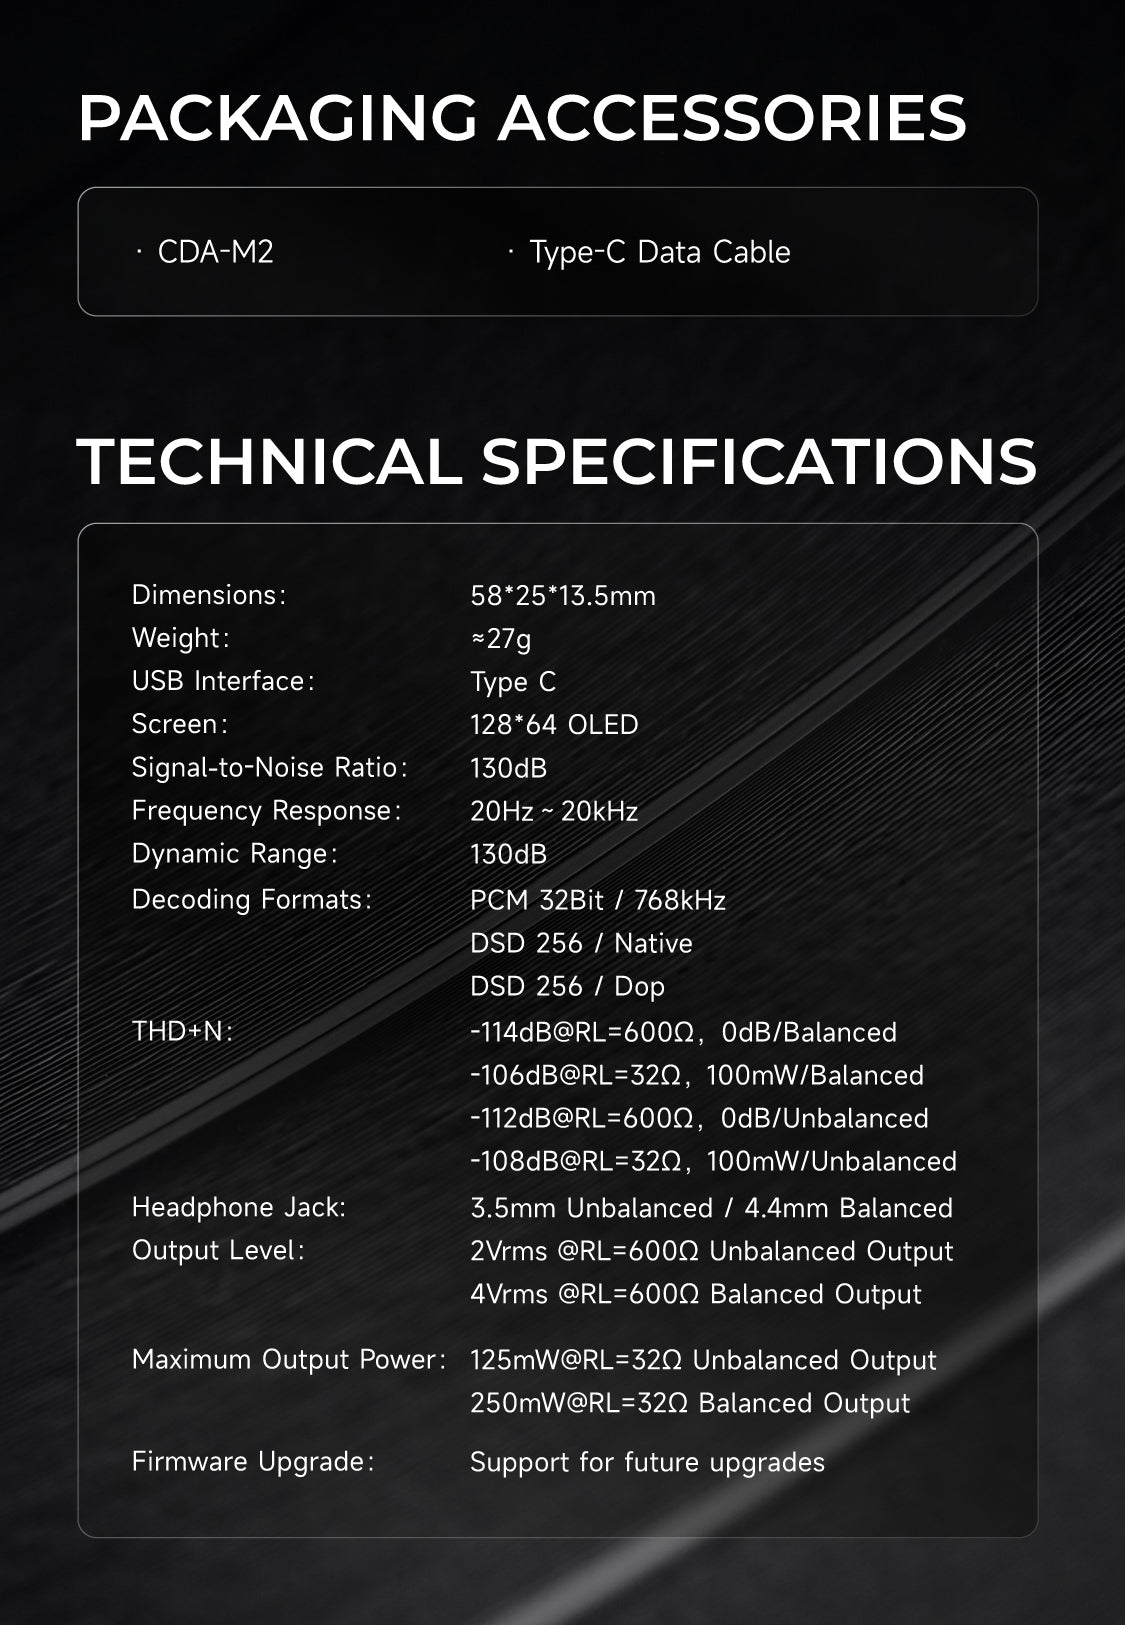 PACKAGING ACCESSORIES
· CDA-M2 · Type-C Data Cable
TECHNICAL SPECIFICATIONS
Dimensions: 58*25*13.5mm
Weight: ≈27g
USB Interface: Type C
Screen: 128*64 OLED
Signal-to-Noise Ratio: 130dB
Frequency Response: 20Hz ~ 20kHz
Dynamic Range: 130dB
Decoding Formats: PCM 32Bit / 768kHz
DSD 256 / Native
DSD 256 / Dop
THD+N: -114dB@RL=600Ω, 0dB/Balanced
-106dB@RL=32Ω, 100mW/Balanced
-112dB@RL=600Ω, 0dB/Unbalanced
-108dB@RL=32Ω, 100mW/Unbalanced
Headphone Jack: 3.5mm Unbalanced / 4.4mm Balanced
Output Level: 2Vrms @RL=600Ω Unbalanced Output
4Vrms @RL=600Ω Balanced Output
Maximum Output Power: 125mW@RL=32Ω Unbalanced Output
250mW@RL=32Ω Balanced Output
Firmware Upgrade: Support for future upgrades